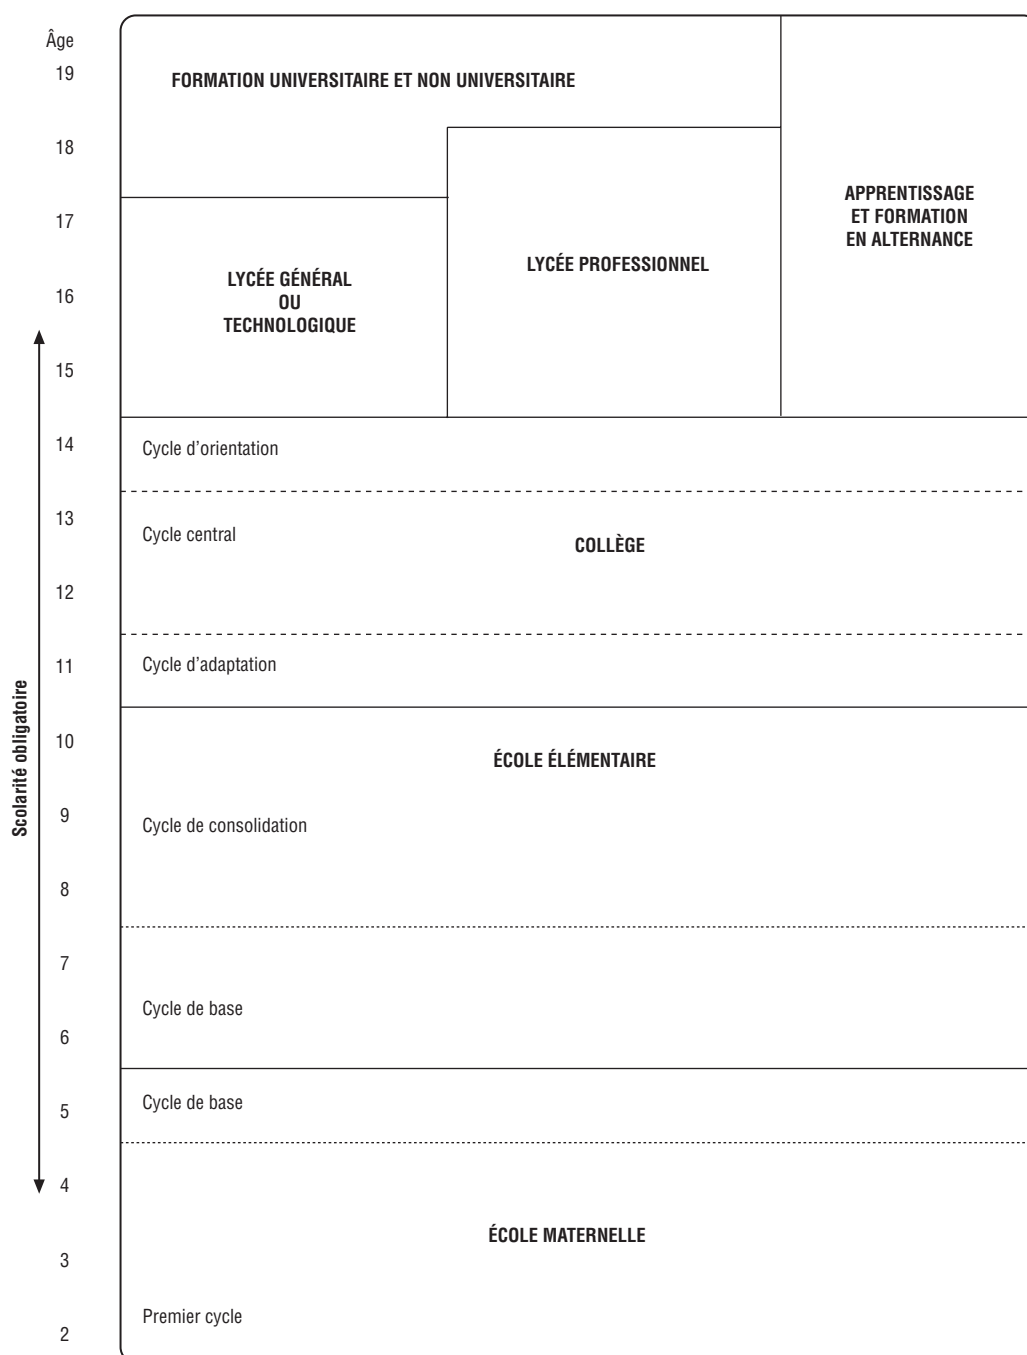 Âge
19
FORMATION UNIVERSITAIRE ET NON UNIVERSITAIRE
18
APPRENTISSAGE
ET FORMATION
EN ALTERNANCE
17
LYCÉE PROFESSIONNEL
LYCÉE GÉNÉRAL
OU
TECHNOLOGIQUE
16
15
14
Cycle d’orientation
13
Cycle central
COLLÈGE
12
11
Cycle d’adaptation
Scolarité obligatoire
10
ÉCOLE ÉLÉMENTAIRE
9
Cycle de consolidation
8
7
Cycle de base
6
5
Cycle de base
4
ÉCOLE MATERNELLE
3
Premier cycle
2